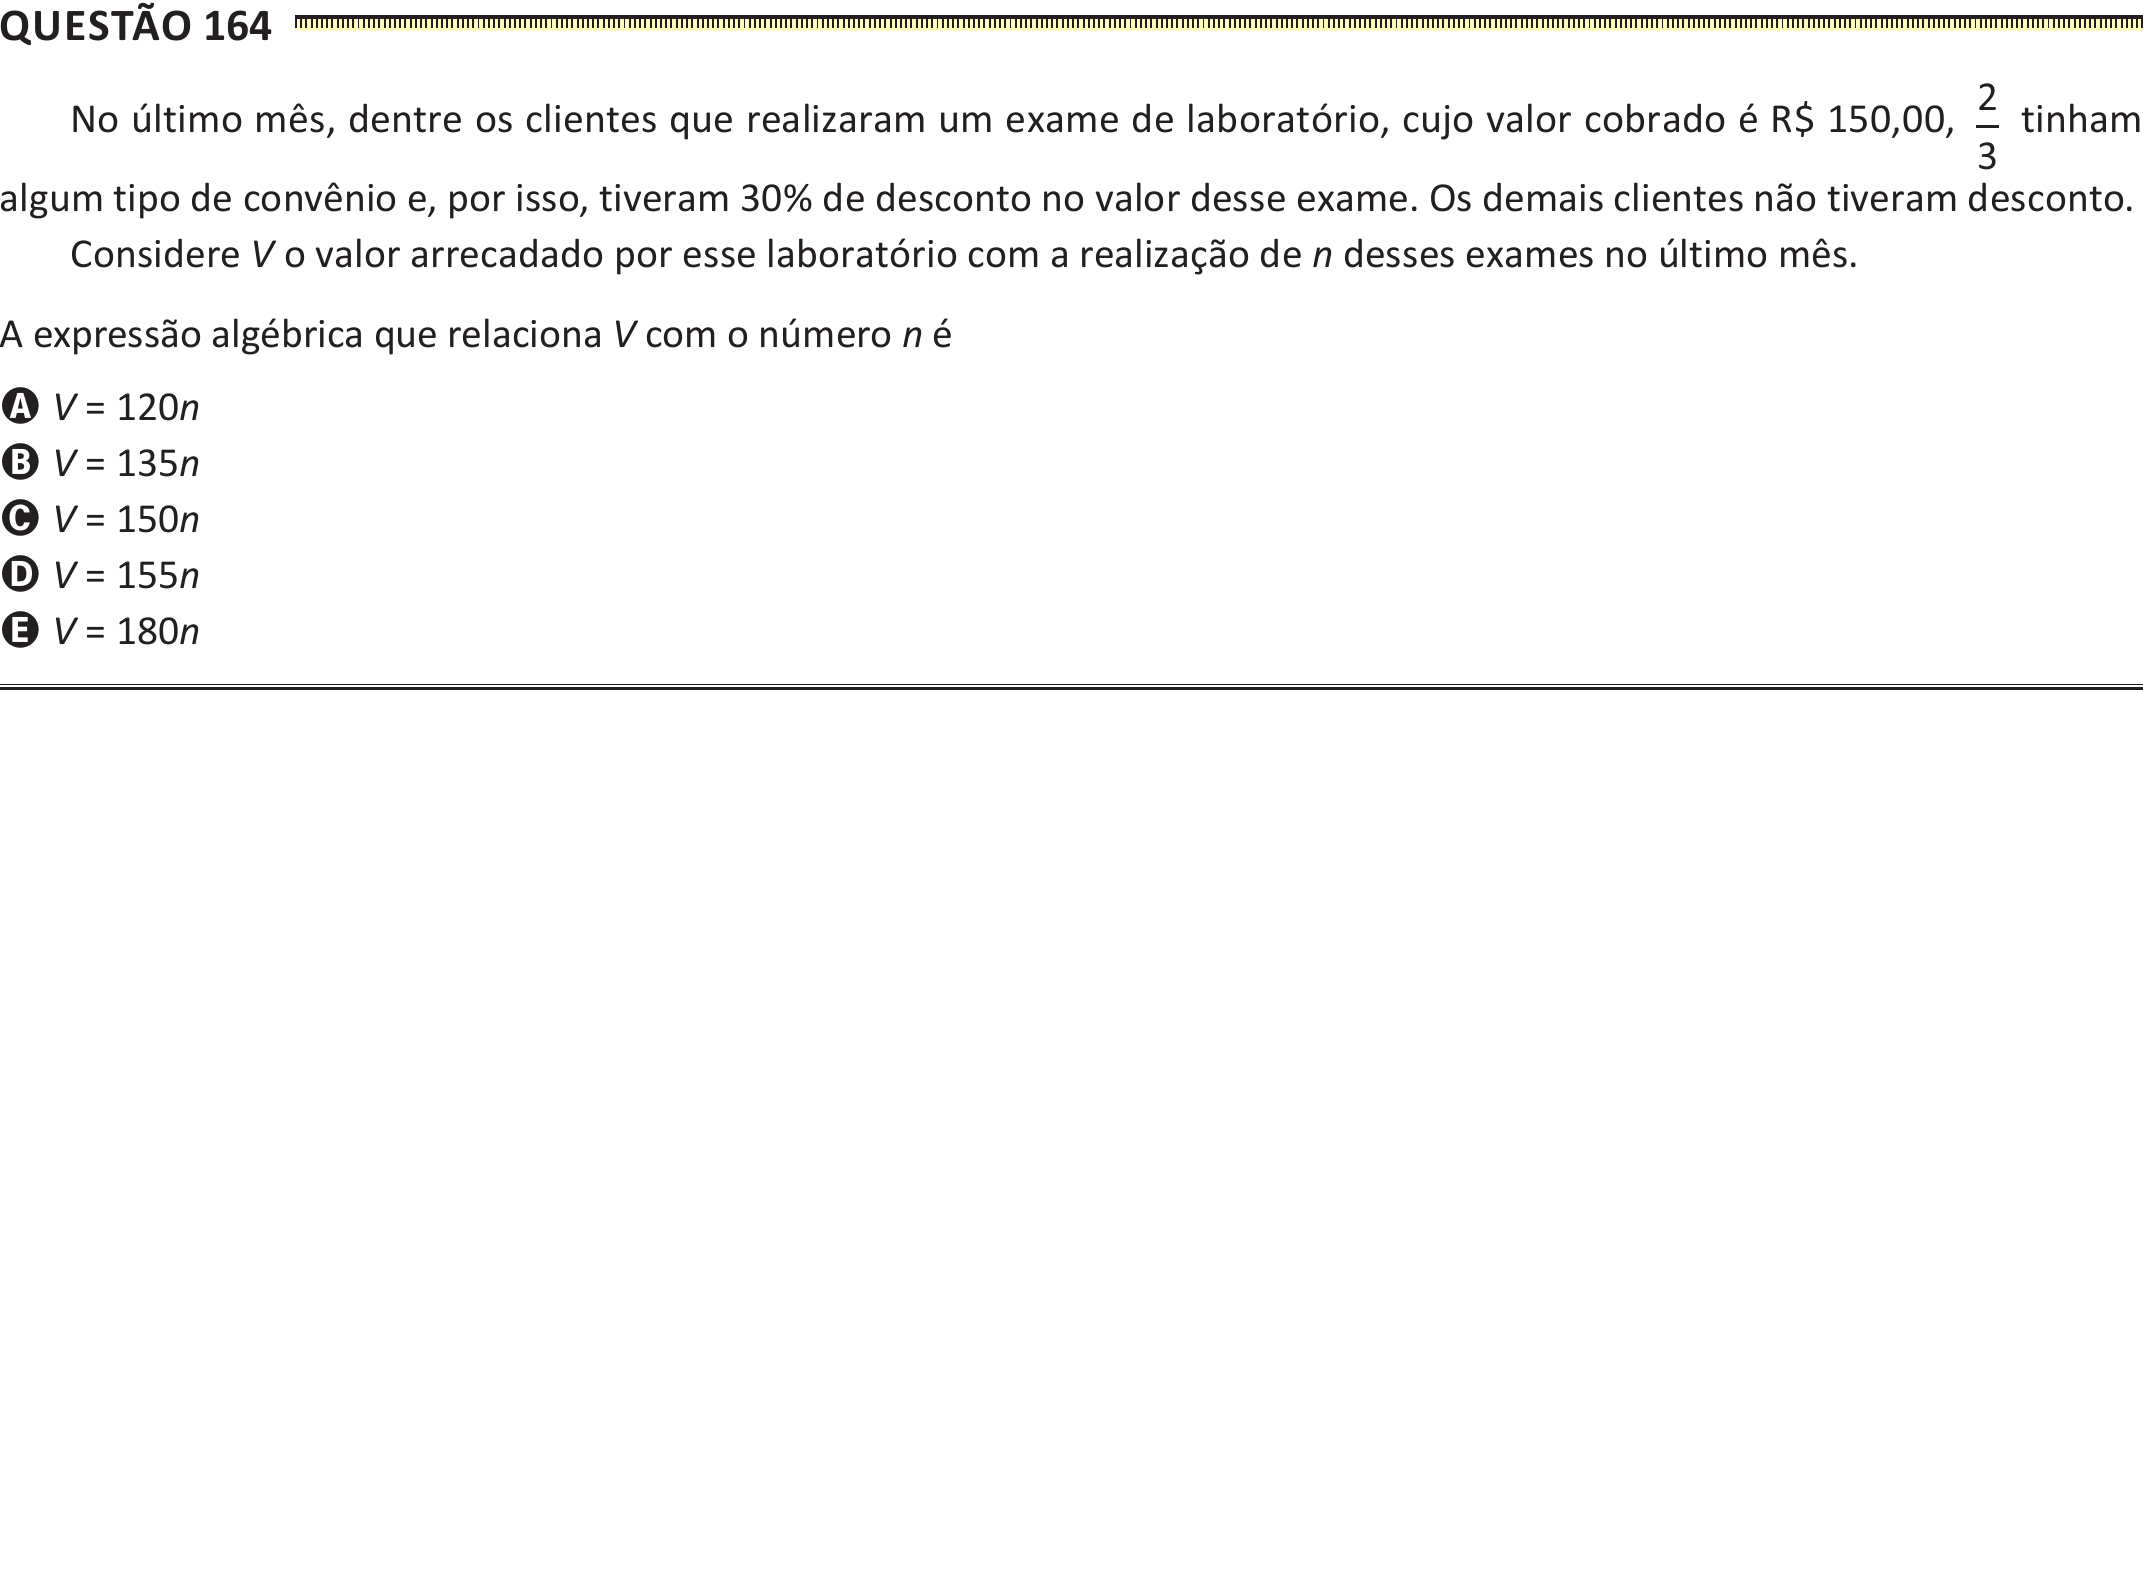 QUESTÃO 164
No último mês, dentre os clientes que realizaram um exame de laboratório, cujo valor cobrado é R$ 150,00, 2/3 tinham
algum tipo de convênio e, por isso, tiveram 30% de desconto no valor desse exame. Os demais clientes não tiveram desconto.
Considere V o valor arrecadado por esse laboratório com a realização de n desses exames no último mês.
A expressão algébrica que relaciona V com o número n é
A V = 120n
B V = 135n
C V = 150n
D V = 155n
E V = 180n